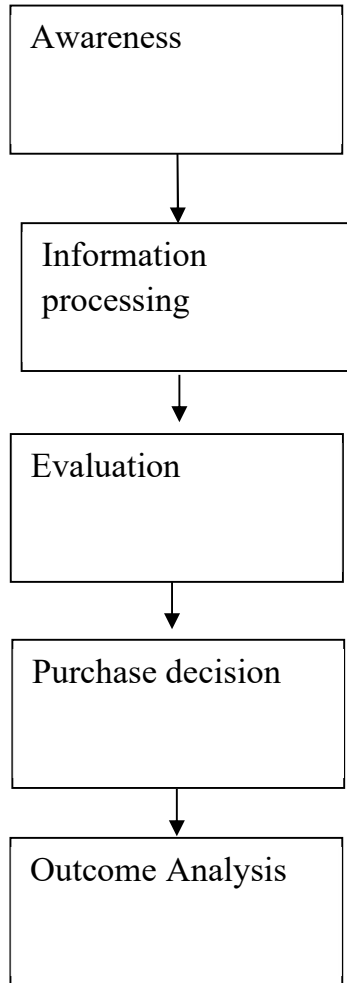 Awareness
Information
processing
Evaluation
Purchase decision
Outcome Analysis